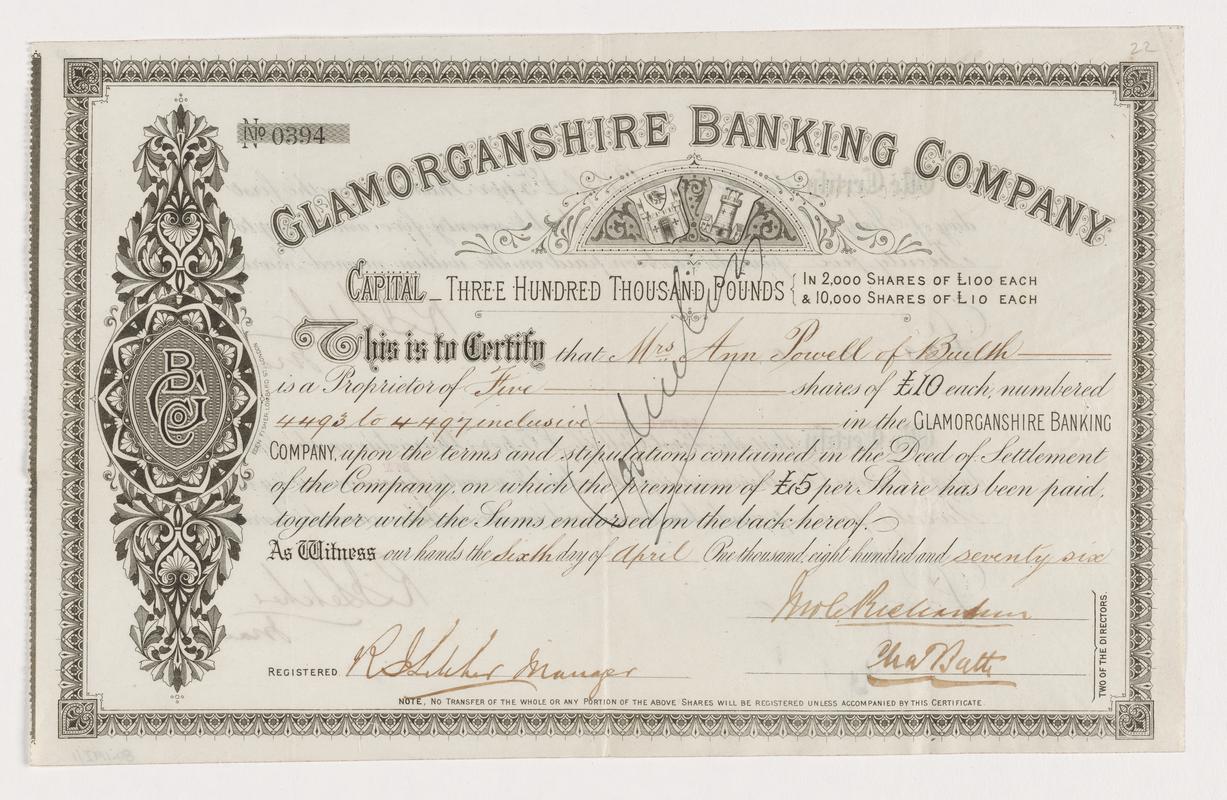 22
No 0394
GLAMORGANSHIRE BANKING COMPANY
CAPITAL _ THREE HUNDRED THOUSAND POUNDS { IN 2,000 SHARES OF £100 EACH
& 10,000 SHARES OF £10 EACH
This is to Certify that Mrs. Ann Powell of Builth
is a Proprietor of Five shares of £10 each, numbered
4493 to 4497 inclusive in the GLAMORGANSHIRE BANKING
COMPANY, upon the terms and stipulations contained in the Deed of Settlement
of the Company, on which the premium of £5 per Share has been paid,
together with the Sums endorsed on the back hereof.
As Witness our hands the Sixth day of April One thousand, eight hundred and seventy six
Richardson
Chas Bath
TWO OF THE DIRECTORS.
REGISTERED Manager
NOTE, NO TRANSFER OF THE WHOLE OR ANY PORTION OF THE ABOVE SHARES WILL BE REGISTERED UNLESS ACCOMPANIED BY THIS CERTIFICATE.
GBCo